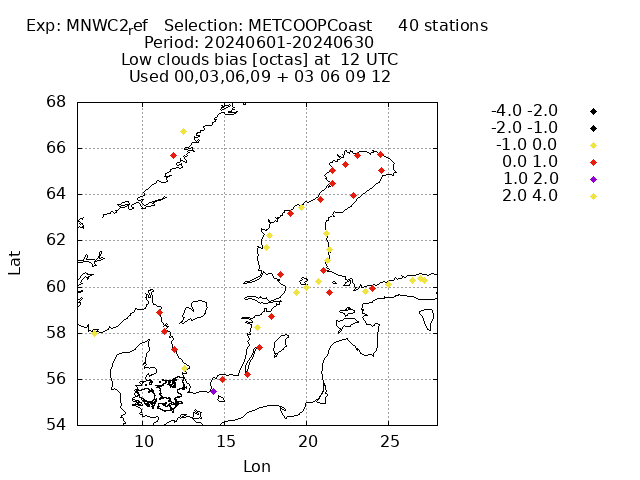 Exp: MNWC2ref Selection: METCOOPCoast 40 stations
Period: 20240601-20240630
Low clouds bias [octas] at 12 UTC
Used 00,03,06,09 + 03 06 09 12
68
66
64
62
60
58
56
54
10 15 20 25
Lat
Lon
-4.0 -2.0
-2.0 -1.0
-1.0 0.0
0.0 1.0
1.0 2.0
2.0 4.0